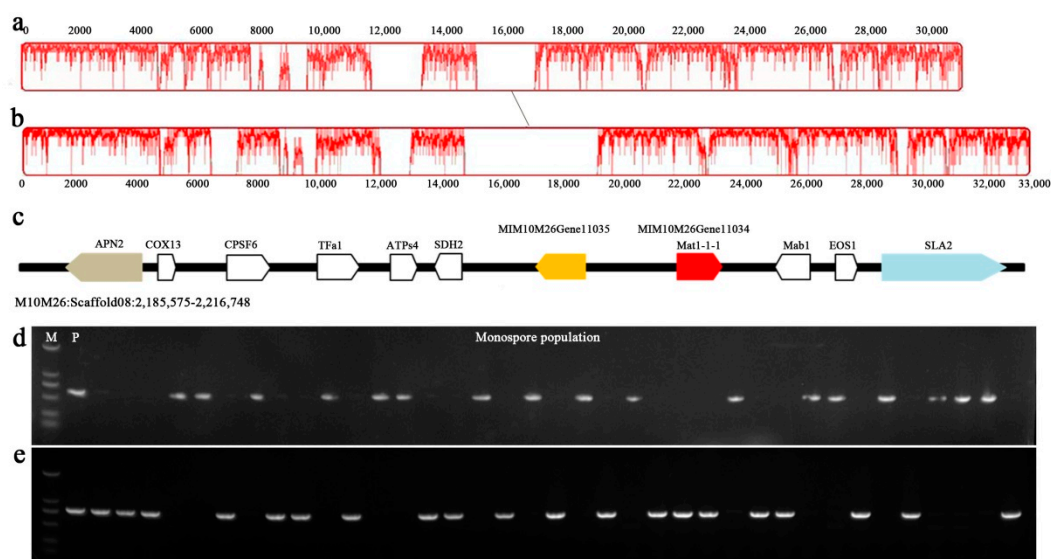 a
0 2000 4000 6000 8000 10,000 12,000 14,000 16,000 18,000 20,000 22,000 24,000 26,000 28,000 30,000
b
0 2000 4000 6000 8000 10,000 12,000 14,000 16,000 18,000 20,000 22,000 24,000 26,000 28,000 30,000 32,000 33,000
c
MIM10M26Gene11035 MIM10M26Gene11034
APN2 COX13 CPSF6 TFa1 ATPs4 SDH2 Mat1-1-1 Mab1 EOS1 SLA2
M10M26:Scaffold08:2,185,575-2,216,748
d M P Monospore population
e